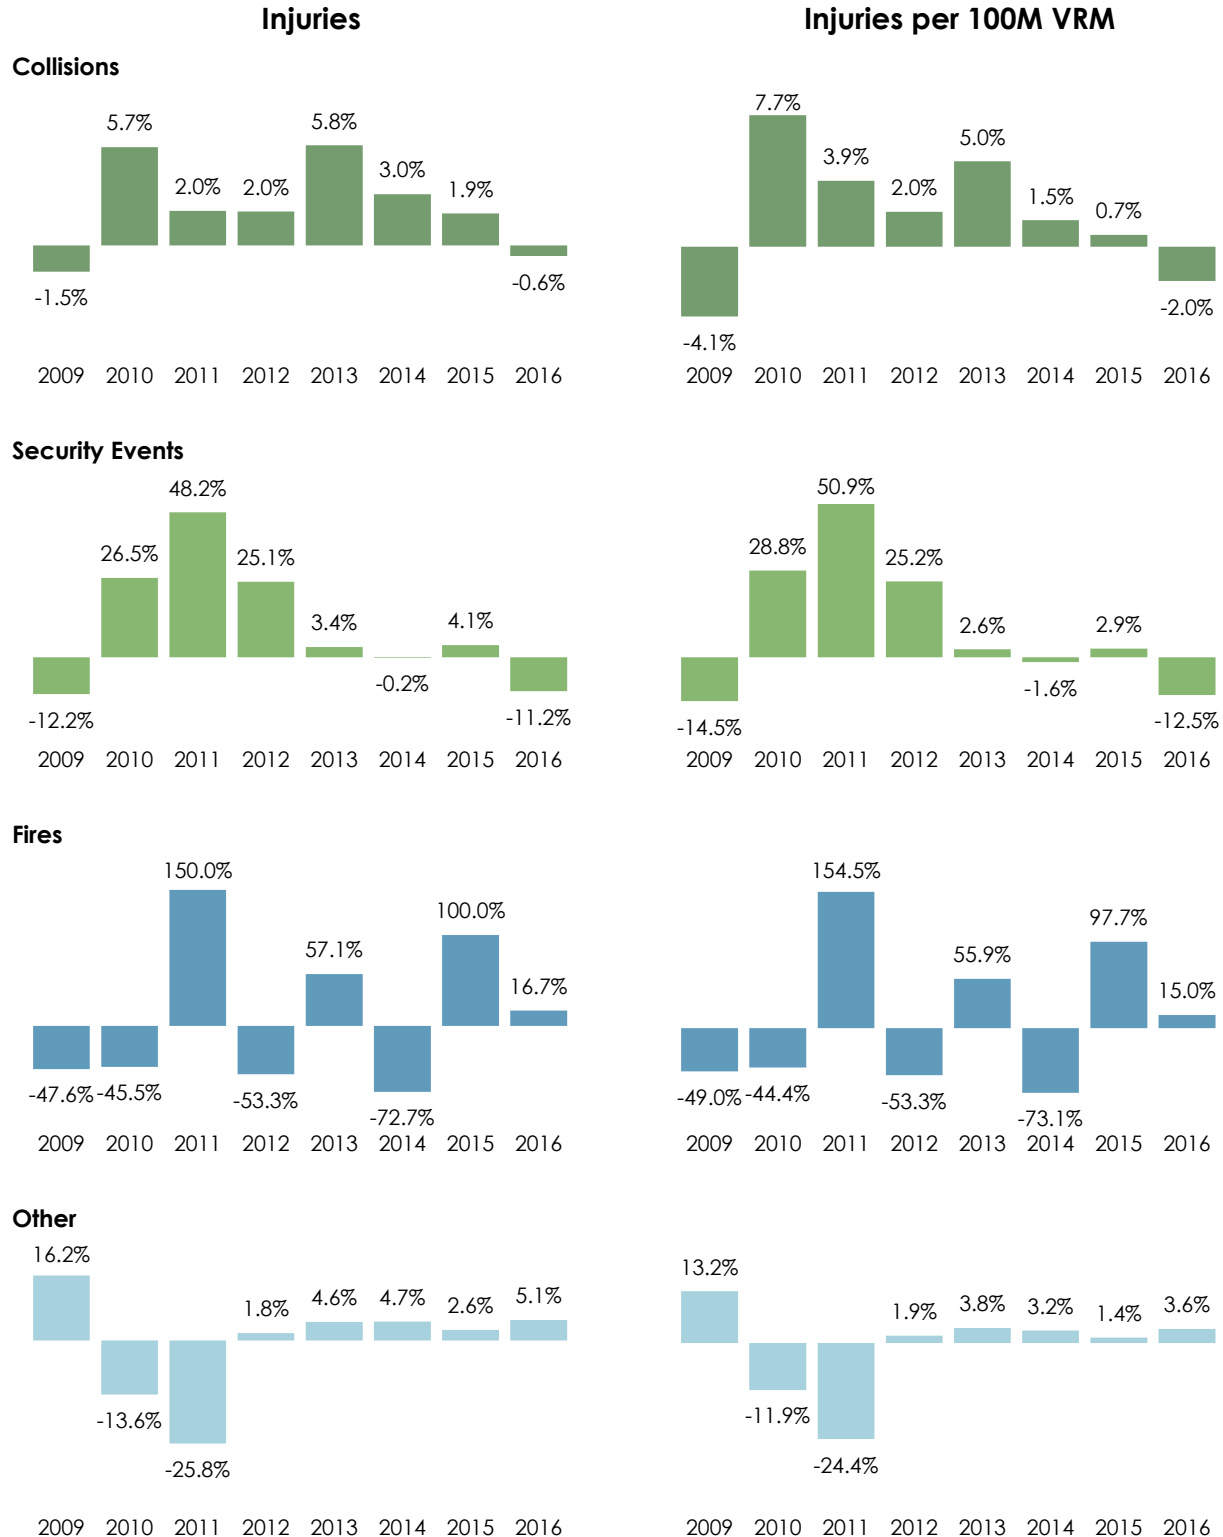 Injuries
Injuries per 100M VRM
Collisions
-1.5% 5.7% 2.0% 2.0% 5.8% 3.0% 1.9% -0.6%
2009 2010 2011 2012 2013 2014 2015 2016
-4.1% 7.7% 3.9% 2.0% 5.0% 1.5% 0.7% -2.0%
2009 2010 2011 2012 2013 2014 2015 2016
Security Events
-12.2% 26.5% 48.2% 25.1% 3.4% -0.2% 4.1% -11.2%
2009 2010 2011 2012 2013 2014 2015 2016
-14.5% 28.8% 50.9% 25.2% 2.6% -1.6% 2.9% -12.5%
2009 2010 2011 2012 2013 2014 2015 2016
Fires
-47.6% -45.5% 150.0% -53.3% 57.1% -72.7% 100.0% 16.7%
2009 2010 2011 2012 2013 2014 2015 2016
-49.0% -44.4% 154.5% -53.3% 55.9% -73.1% 97.7% 15.0%
2009 2010 2011 2012 2013 2014 2015 2016
Other
16.2% -13.6% -25.8% 1.8% 4.6% 4.7% 2.6% 5.1%
2009 2010 2011 2012 2013 2014 2015 2016
13.2% -11.9% -24.4% 1.9% 3.8% 3.2% 1.4% 3.6%
2009 2010 2011 2012 2013 2014 2015 2016